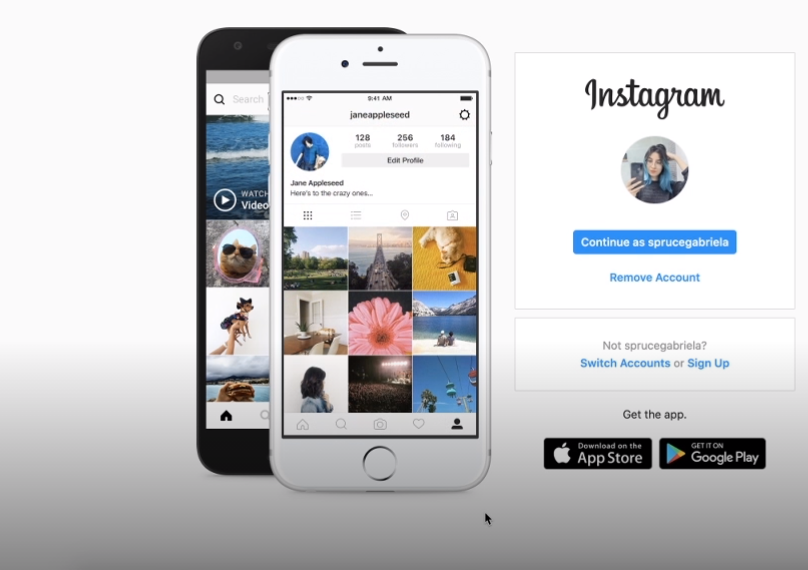 Search
WATCH
Video
9:41 AM
janeappleseed
128
posts
256
followers
184
following
Edit Profile
Jane Appleseed
Here's to the crazy ones...
Instagram
Continue as sprucegabriela
Remove Account
Not sprucegabriela?
Switch Accounts or Sign Up
Get the app.
Download on the
App Store
GET IT ON
Google Play